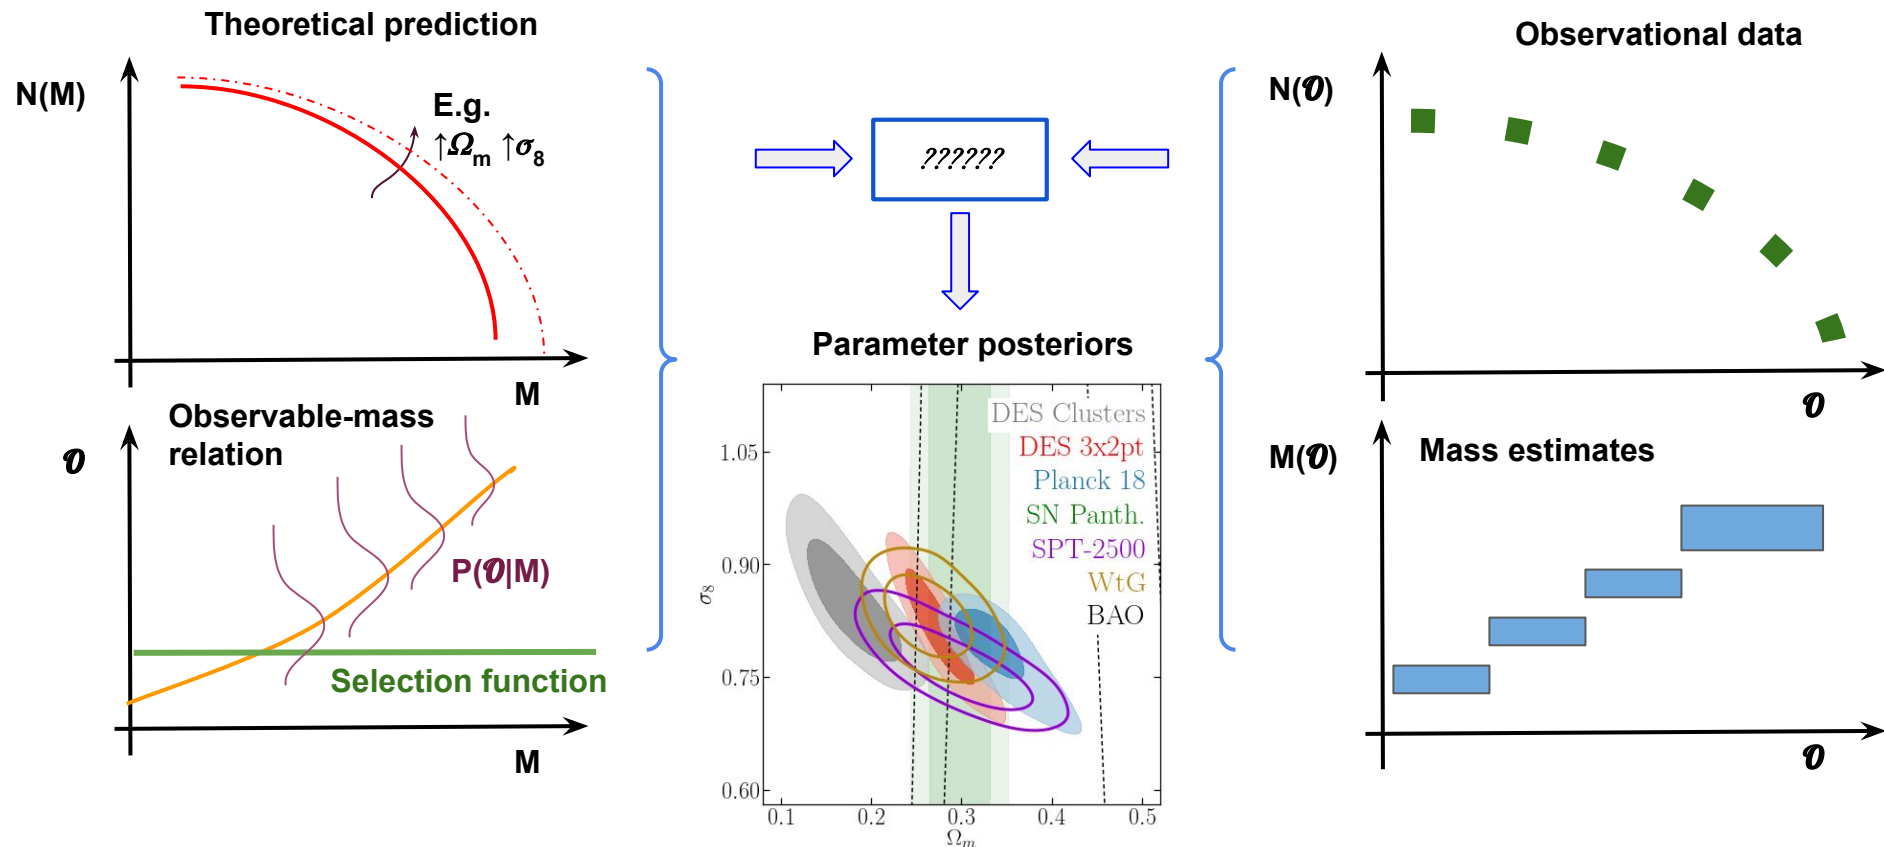 Theoretical prediction
N(M)
E.g.
↑Ωm ↑σ8
M
Observable-mass
relation
𝒪
P(𝒪|M)
Selection function
M
??????
Parameter posteriors
DES Clusters
DES 3x2pt
Planck 18
SN Panth.
SPT-2500
WtG
BAO
σ8
1.05
0.90
0.75
0.60
0.1 0.2 0.3 0.4 0.5
Ωm
Observational data
N(𝒪)
𝒪
M(𝒪)
Mass estimates
𝒪